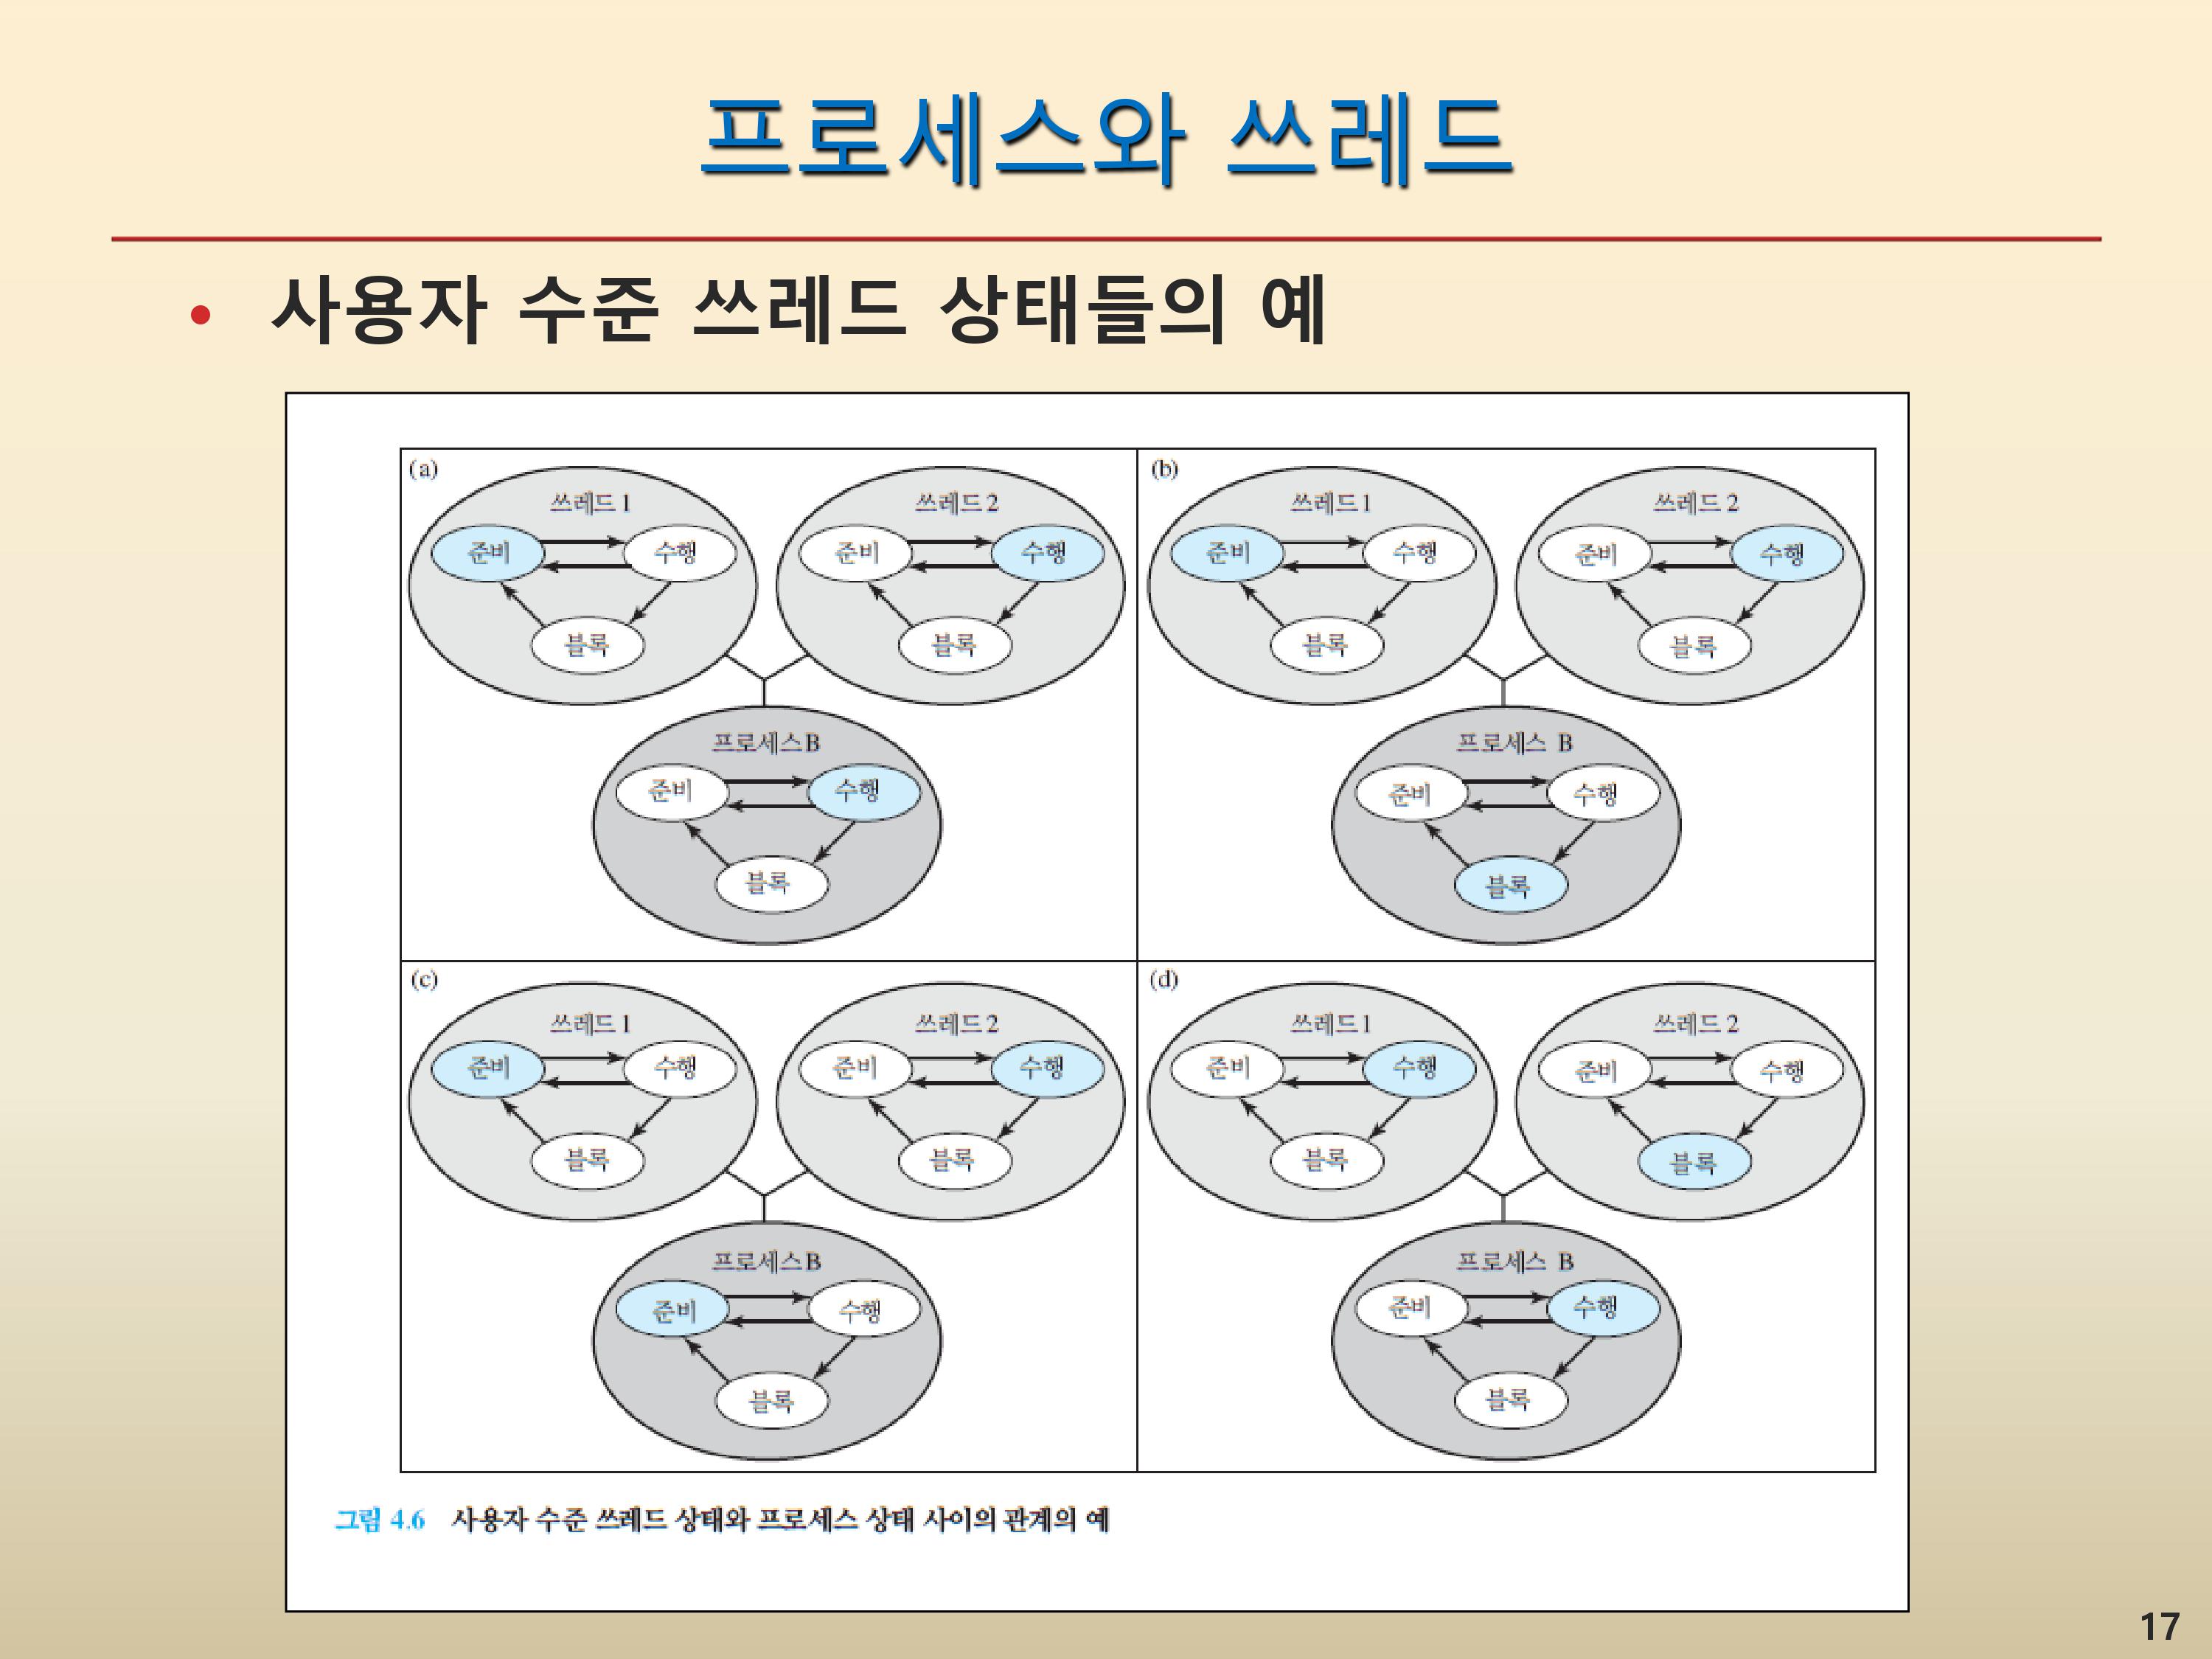 프로세스와 쓰레드
• 사용자 수준 쓰레드 상태들의 예
(a)
쓰레드 1
준비
수행
블록
쓰레드 2
준비
수행
블록
프로세스 B
준비
수행
블록
(b)
쓰레드 1
준비
수행
블록
쓰레드 2
준비
수행
블록
프로세스 B
준비
수행
블록
(c)
쓰레드 1
준비
수행
블록
쓰레드 2
준비
수행
블록
프로세스 B
준비
수행
블록
(d)
쓰레드 1
준비
수행
블록
쓰레드 2
준비
수행
블록
프로세스 B
준비
수행
블록
그림 4.6 사용자 수준 쓰레드 상태와 프로세스 상태 사이의 관계의 예
17